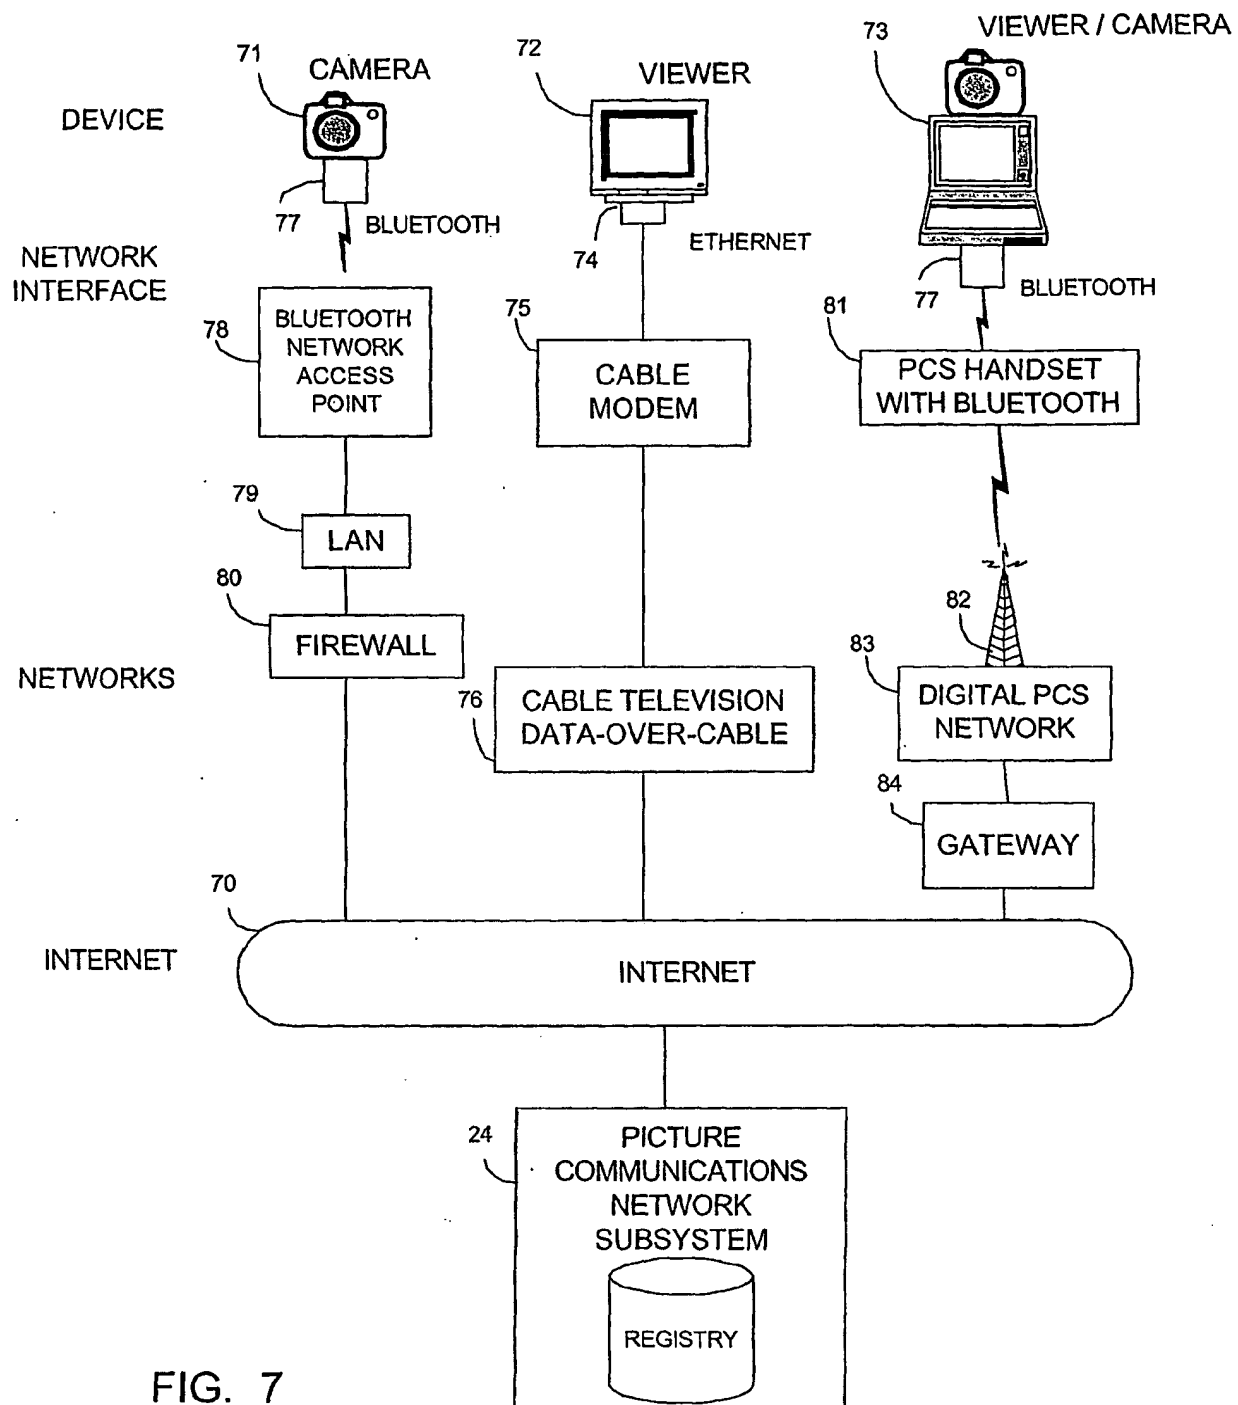 VIEWER / CAMERA
73
72
71
CAMERA
VIEWER
DEVICE
77
BLUETOOTH
74
ETHERNET
NETWORK
INTERFACE
77
BLUETOOTH
78
BLUETOOTH
NETWORK
ACCESS
POINT
75
CABLE
MODEM
81
PCS HANDSET
WITH BLUETOOTH
79
LAN
80
FIREWALL
82
NETWORKS
76
CABLE TELEVISION
DATA-OVER-CABLE
83
DIGITAL PCS
NETWORK
84
GATEWAY
70
INTERNET
INTERNET
24
PICTURE
COMMUNICATIONS
NETWORK
SUBSYSTEM
REGISTRY
FIG. 7